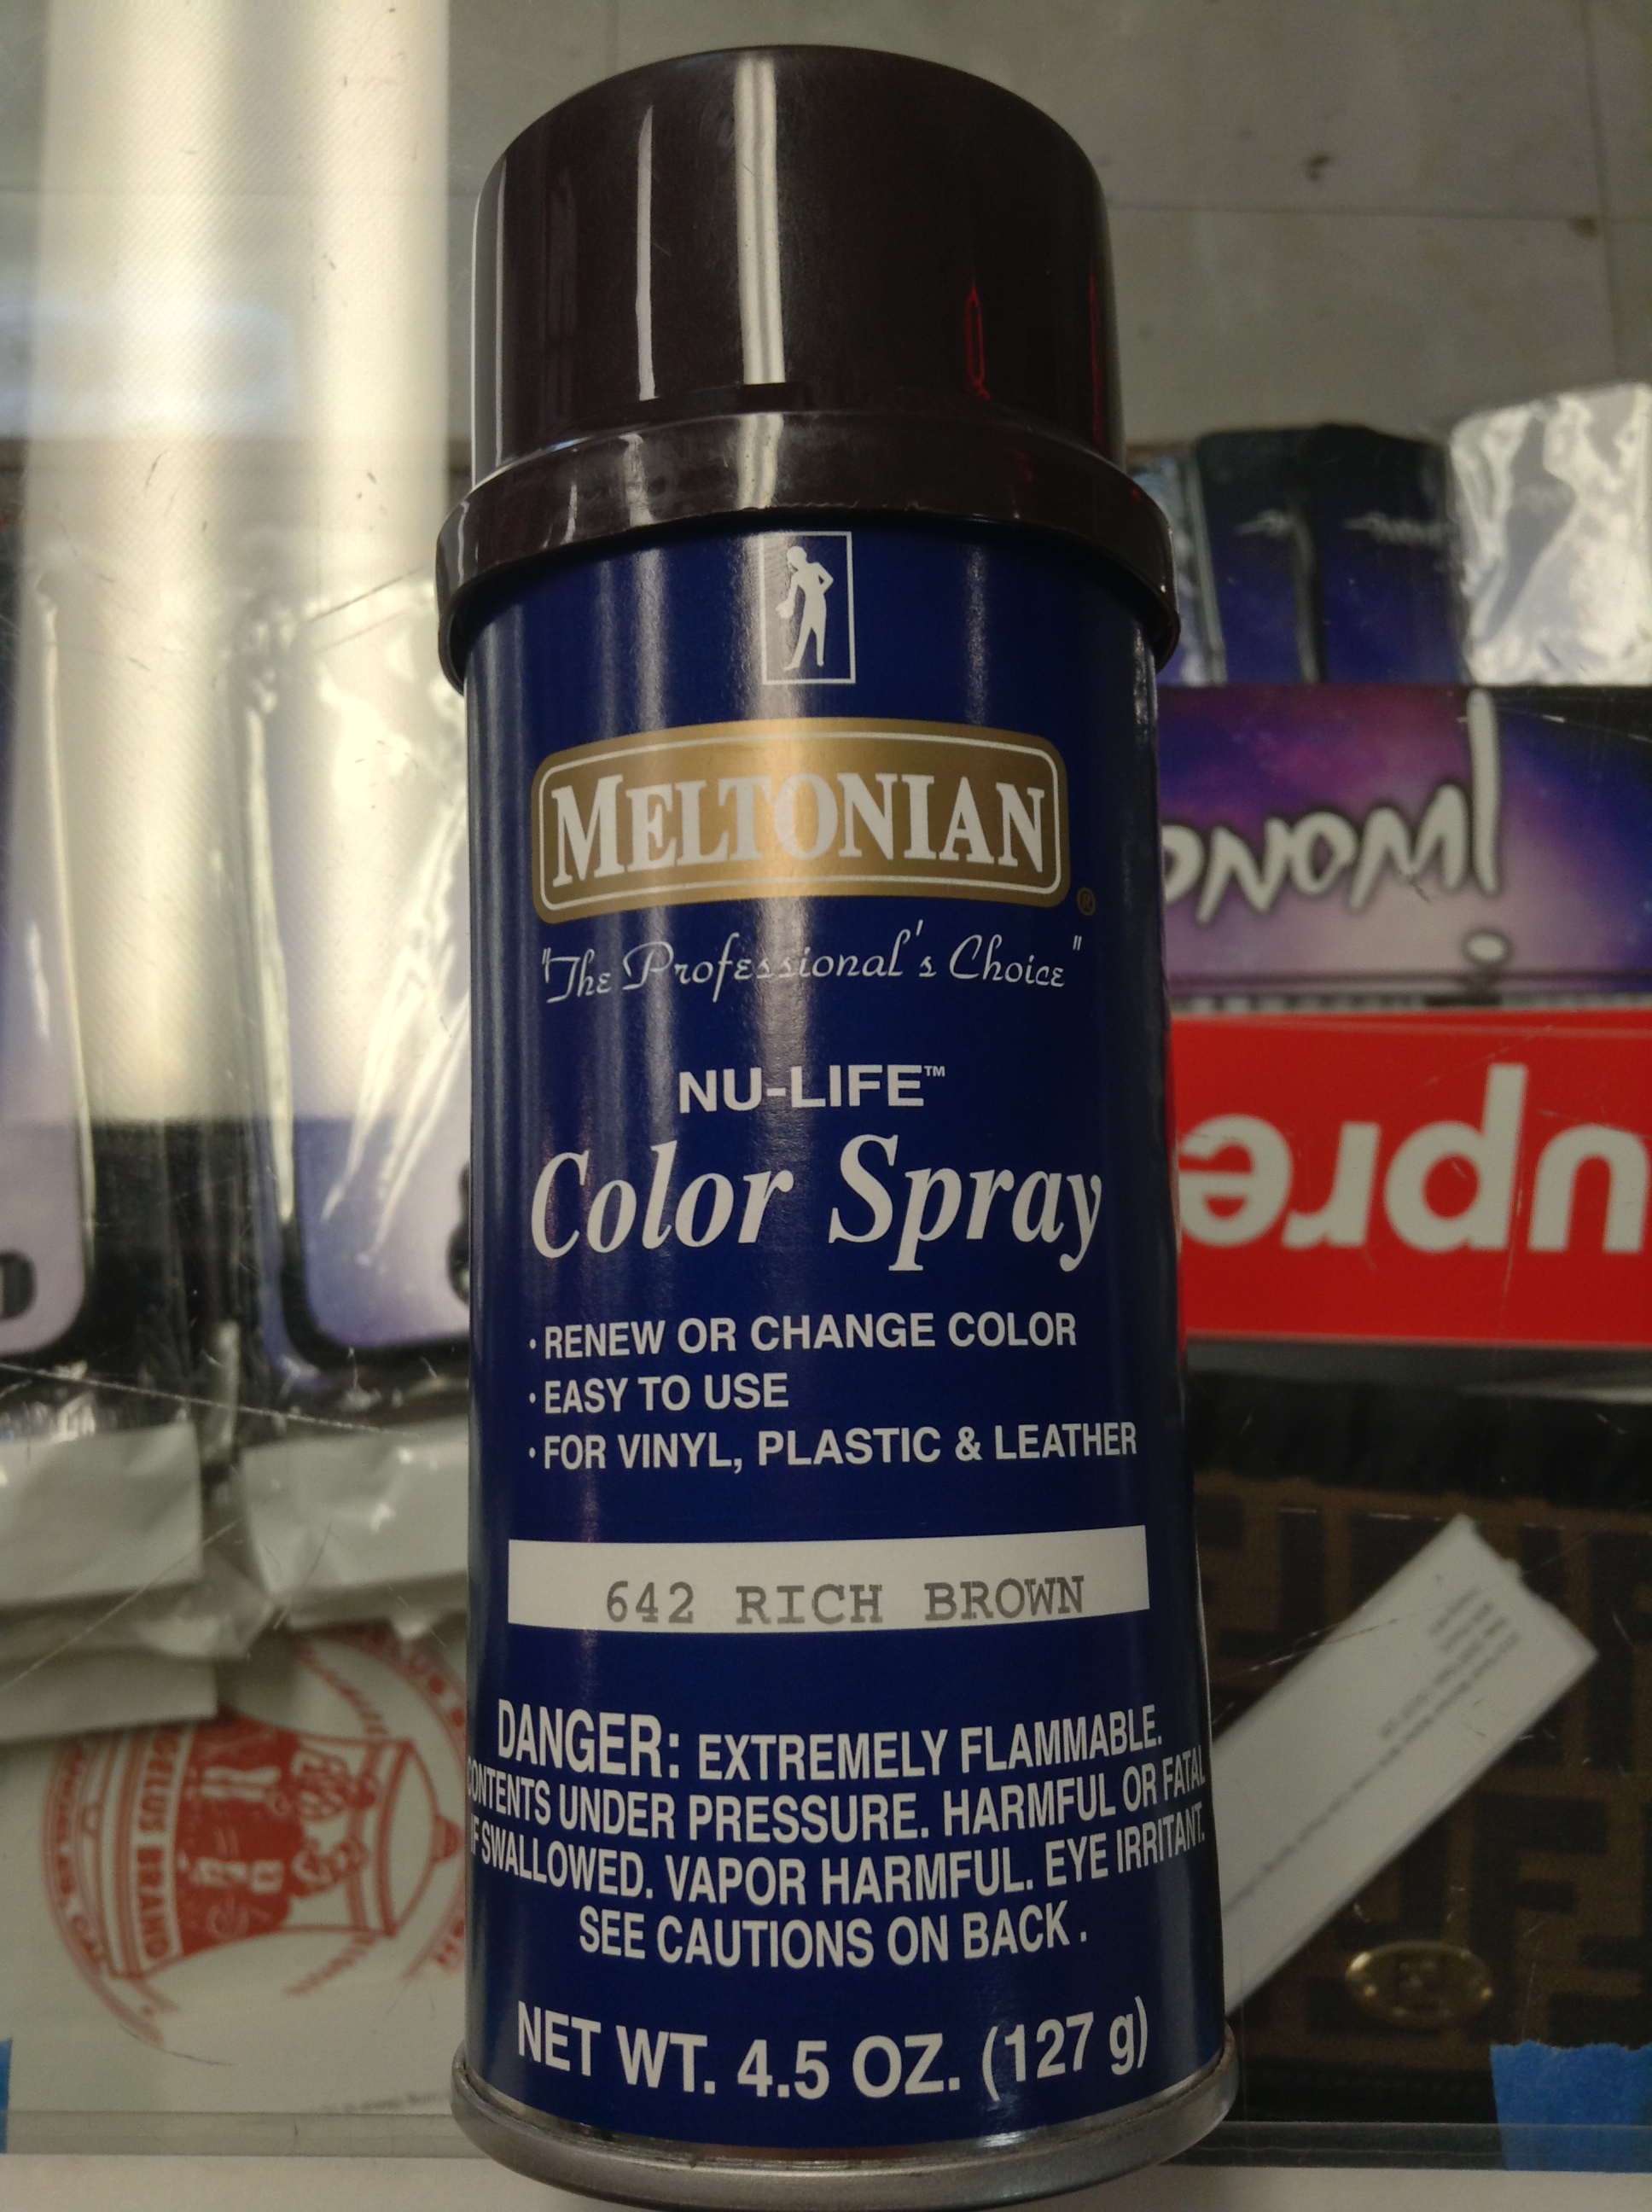 MELTONIAN®
"The Professional's Choice"
NU-LIFE™
Color Spray
· RENEW OR CHANGE COLOR
· EASY TO USE
· FOR VINYL, PLASTIC & LEATHER
642 RICH BROWN
DANGER: EXTREMELY FLAMMABLE.
CONTENTS UNDER PRESSURE. HARMFUL OR FATAL
IF SWALLOWED. VAPOR HARMFUL. EYE IRRITANT.
SEE CAUTIONS ON BACK.
NET WT. 4.5 OZ. (127 g)
upre
BRAND